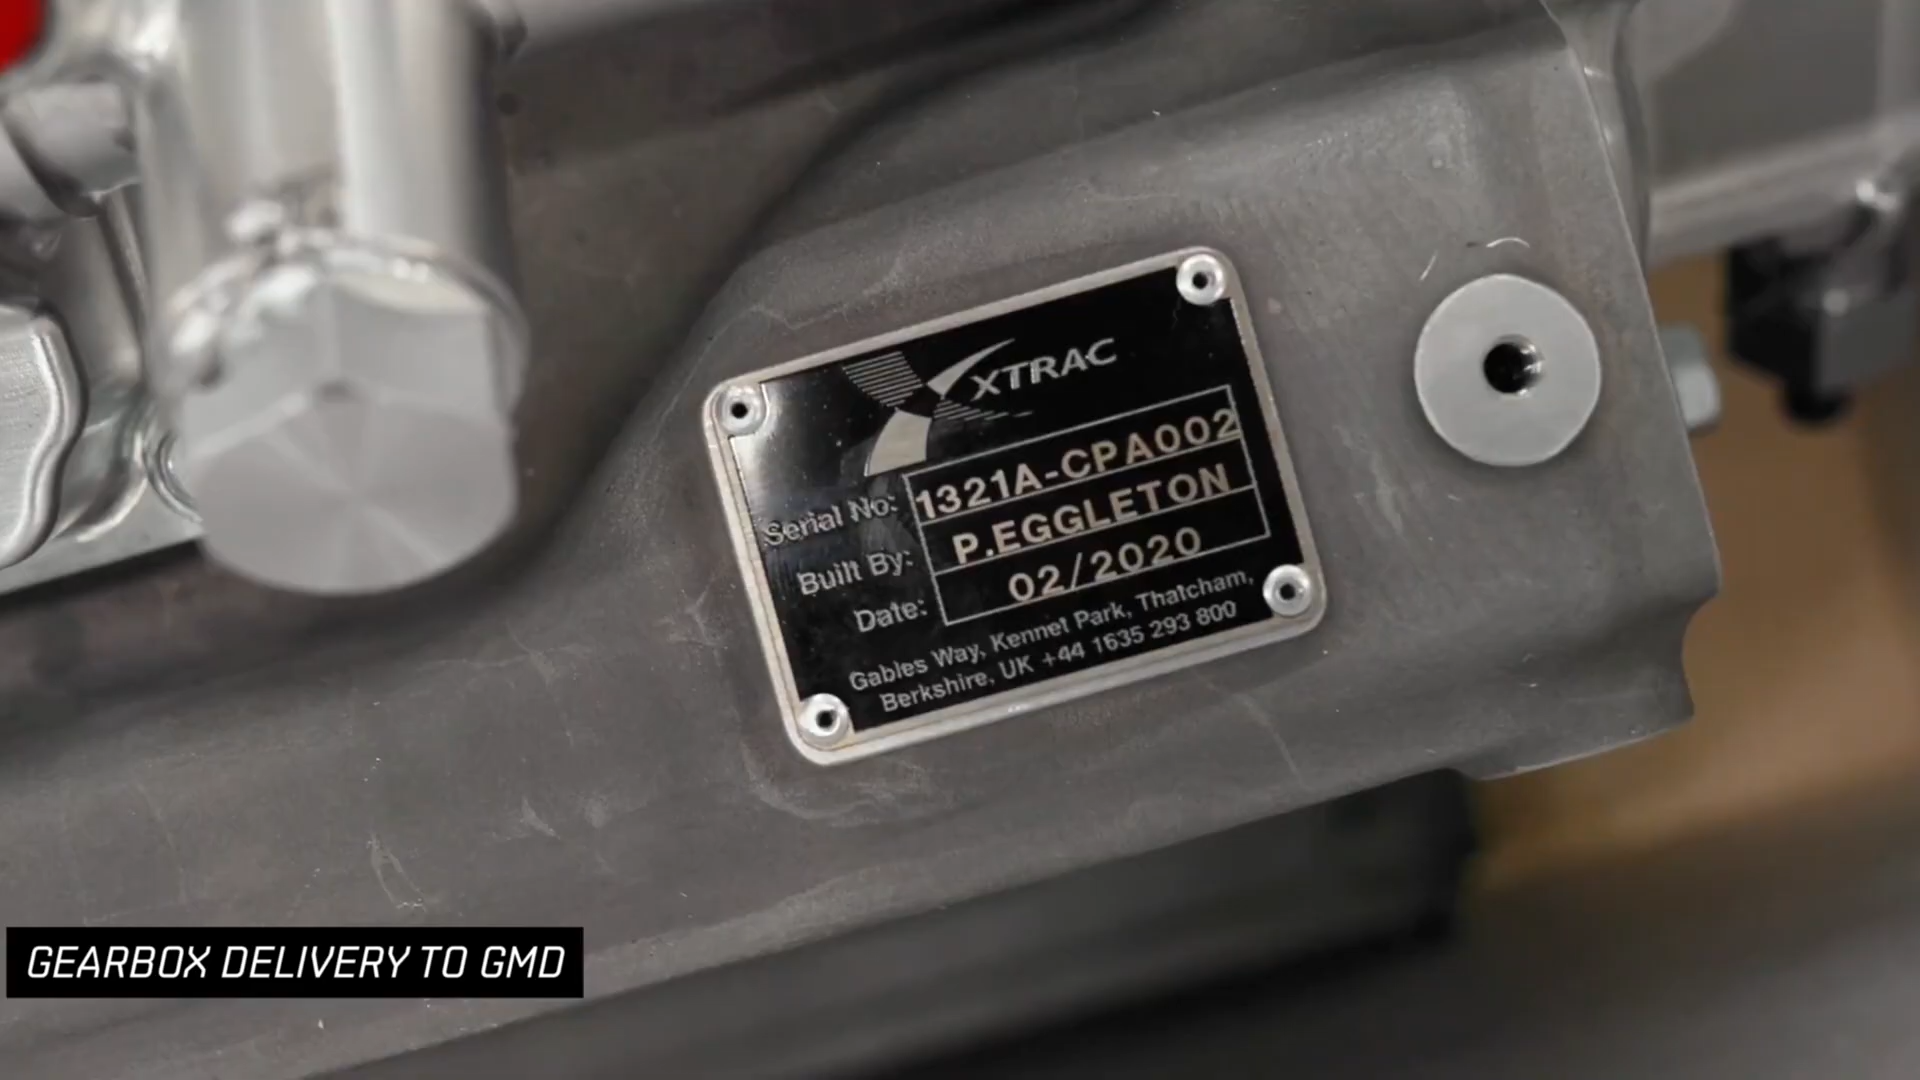 XTRAC
Serial No: 1321A-CPA002
Built By: P.EGGLETON
Date: 02/2020
Gables Way, Kennet Park, Thatcham,
Berkshire, UK +44 1635 293 800
GEARBOX DELIVERY TO GMD